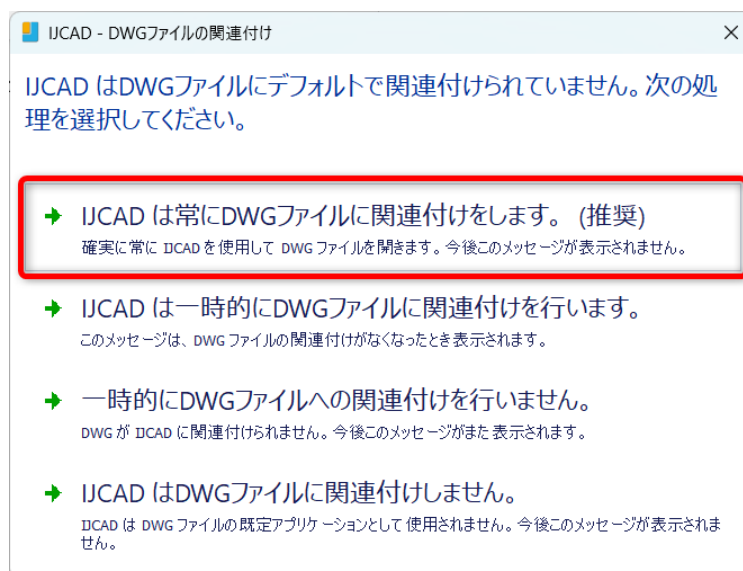 IJCAD - DWGファイルの関連付け
IJCAD はDWGファイルにデフォルトで関連付けられていません。次の処
理を選択してください。
IJCAD は常にDWGファイルに関連付けをします。 (推奨)
確実に常に IJCAD を使用して DWG ファイルを開きます。今後このメッセージが表示されません。
IJCAD は一時的にDWGファイルに関連付けを行います。
このメッセージは、DWG ファイルの関連付けがなくなったとき表示されます。
一時的にDWGファイルへの関連付けを行いません。
DWG が IJCAD に関連付けられません。今後このメッセージがまた表示されます。
IJCAD はDWGファイルに関連付けしません。
IJCAD は DWG ファイルの既定アプリケーションとして使用されません。今後このメッセージが表示されま
せん。